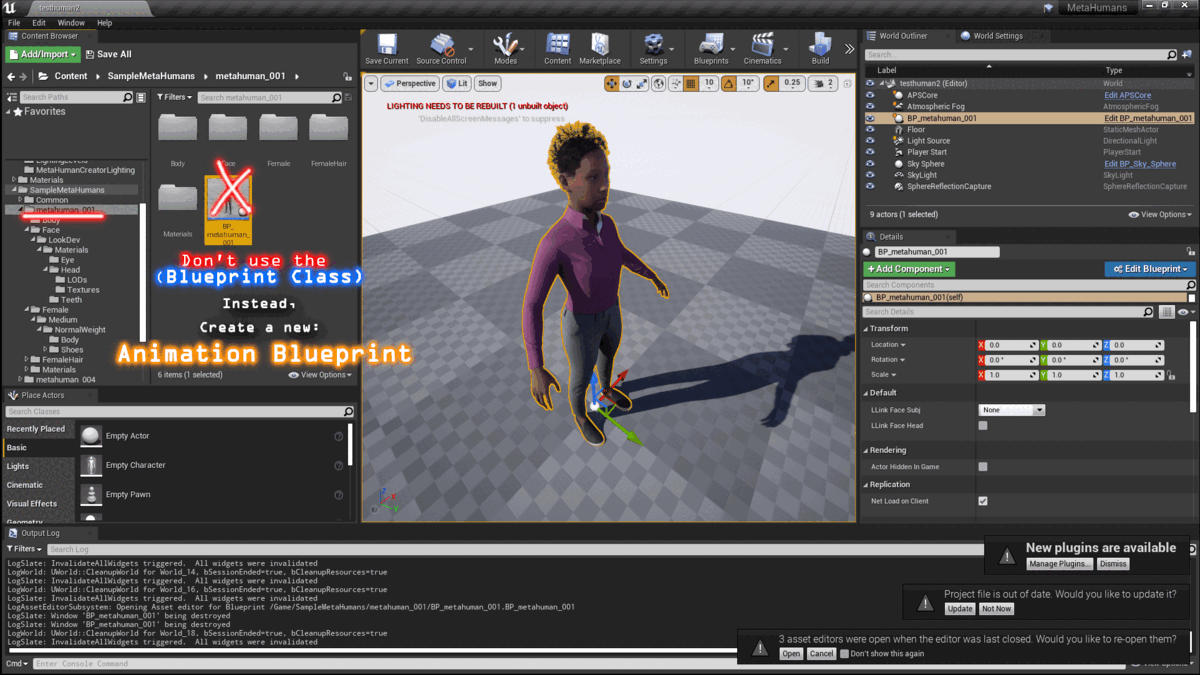 testhuman2
MetaHumans
File Edit Window Help
Content Browser
Add/Import Save All
Content SampleMetaHumans metahuman_001
Search Paths
Filters Search metahuman_001
Favorites
LightingLevels
MetaHumanCreatorLighting
Materials
SampleMetaHumans
Common
metahuman_001
Body
Face
LookDev
Materials
Eye
Head
LODs
Textures
Teeth
Female
Medium
NormalWeight
Body
Shoes
FemaleHair
Materials
metahuman_004
Body Face Female FemaleHair
Materials
BP_
metahuman_
001
Don't use the
(Blueprint Class)
Instead,
Create a new:
Animation Blueprint
6 items (1 selected) View Options
Place Actors
Search Classes
Recently Placed
Basic
Lights
Cinematic
Visual Effects
Geometry
Empty Actor
Empty Character
Empty Pawn
Save Current Source Control Modes Content Marketplace Settings Blueprints Cinematics Build
Perspective Lit Show 10 10° 0.25 2
LIGHTING NEEDS TO BE REBUILT (1 unbuilt object)
'DisableAllScreenMessages' to suppress
Z X Y
World Outliner World Settings
Search
Label Type
testhuman2 (Editor) World
APSCore Edit APSCore
Atmospheric Fog AtmosphericFog
BP_metahuman_001 Edit BP_metahuman_001
Floor StaticMeshActor
Light Source DirectionalLight
Player Start PlayerStart
Sky Sphere Edit BP_Sky_Sphere
SkyLight SkyLight
SphereReflectionCapture SphereReflectionCapture
9 actors (1 selected) View Options
Details
BP_metahuman_001
+Add Component Edit Blueprint
Search Components
BP_metahuman_001(self)
Search Details
Transform
Location X 0.0 Y 0.0 Z 0.0
Rotation X 0.0° Y 0.0° Z 0.0°
Scale X 1.0 Y 1.0 Z 1.0
Default
LLink Face Subj None
LLink Face Head
Rendering
Actor Hidden In Game
Replication
Net Load on Client
Output Log
Filters Search Log
LogSlate: InvalidateAllWidgets triggered.  All widgets were invalidated
LogWorld: UWorld::CleanupWorld for World_14, bSessionEnded=true, bCleanupResources=true
LogSlate: InvalidateAllWidgets triggered.  All widgets were invalidated
LogWorld: UWorld::CleanupWorld for World_16, bSessionEnded=true, bCleanupResources=true
LogSlate: InvalidateAllWidgets triggered.  All widgets were invalidated
LogAssetEditorSubsystem: Opening Asset editor for Blueprint /Game/SampleMetaHumans/metahuman_001/BP_metahuman_001.BP_metahuman_001
LogSlate: Window 'BP_metahuman_001' being destroyed
LogSlate: Window 'BP_metahuman_001' being destroyed
LogWorld: UWorld::CleanupWorld for World_18, bSessionEnded=true, bCleanupResources=true
LogSlate: InvalidateAllWidgets triggered.  All widgets were invalidated
Cmd Enter Console Command
New plugins are available
Manage Plugins... Dismiss
Project file is out of date. Would you like to update it?
Update Not Now
3 asset editors were open when the editor was last closed. Would you like to re-open them?
Open Cancel Don't show this again
View Options